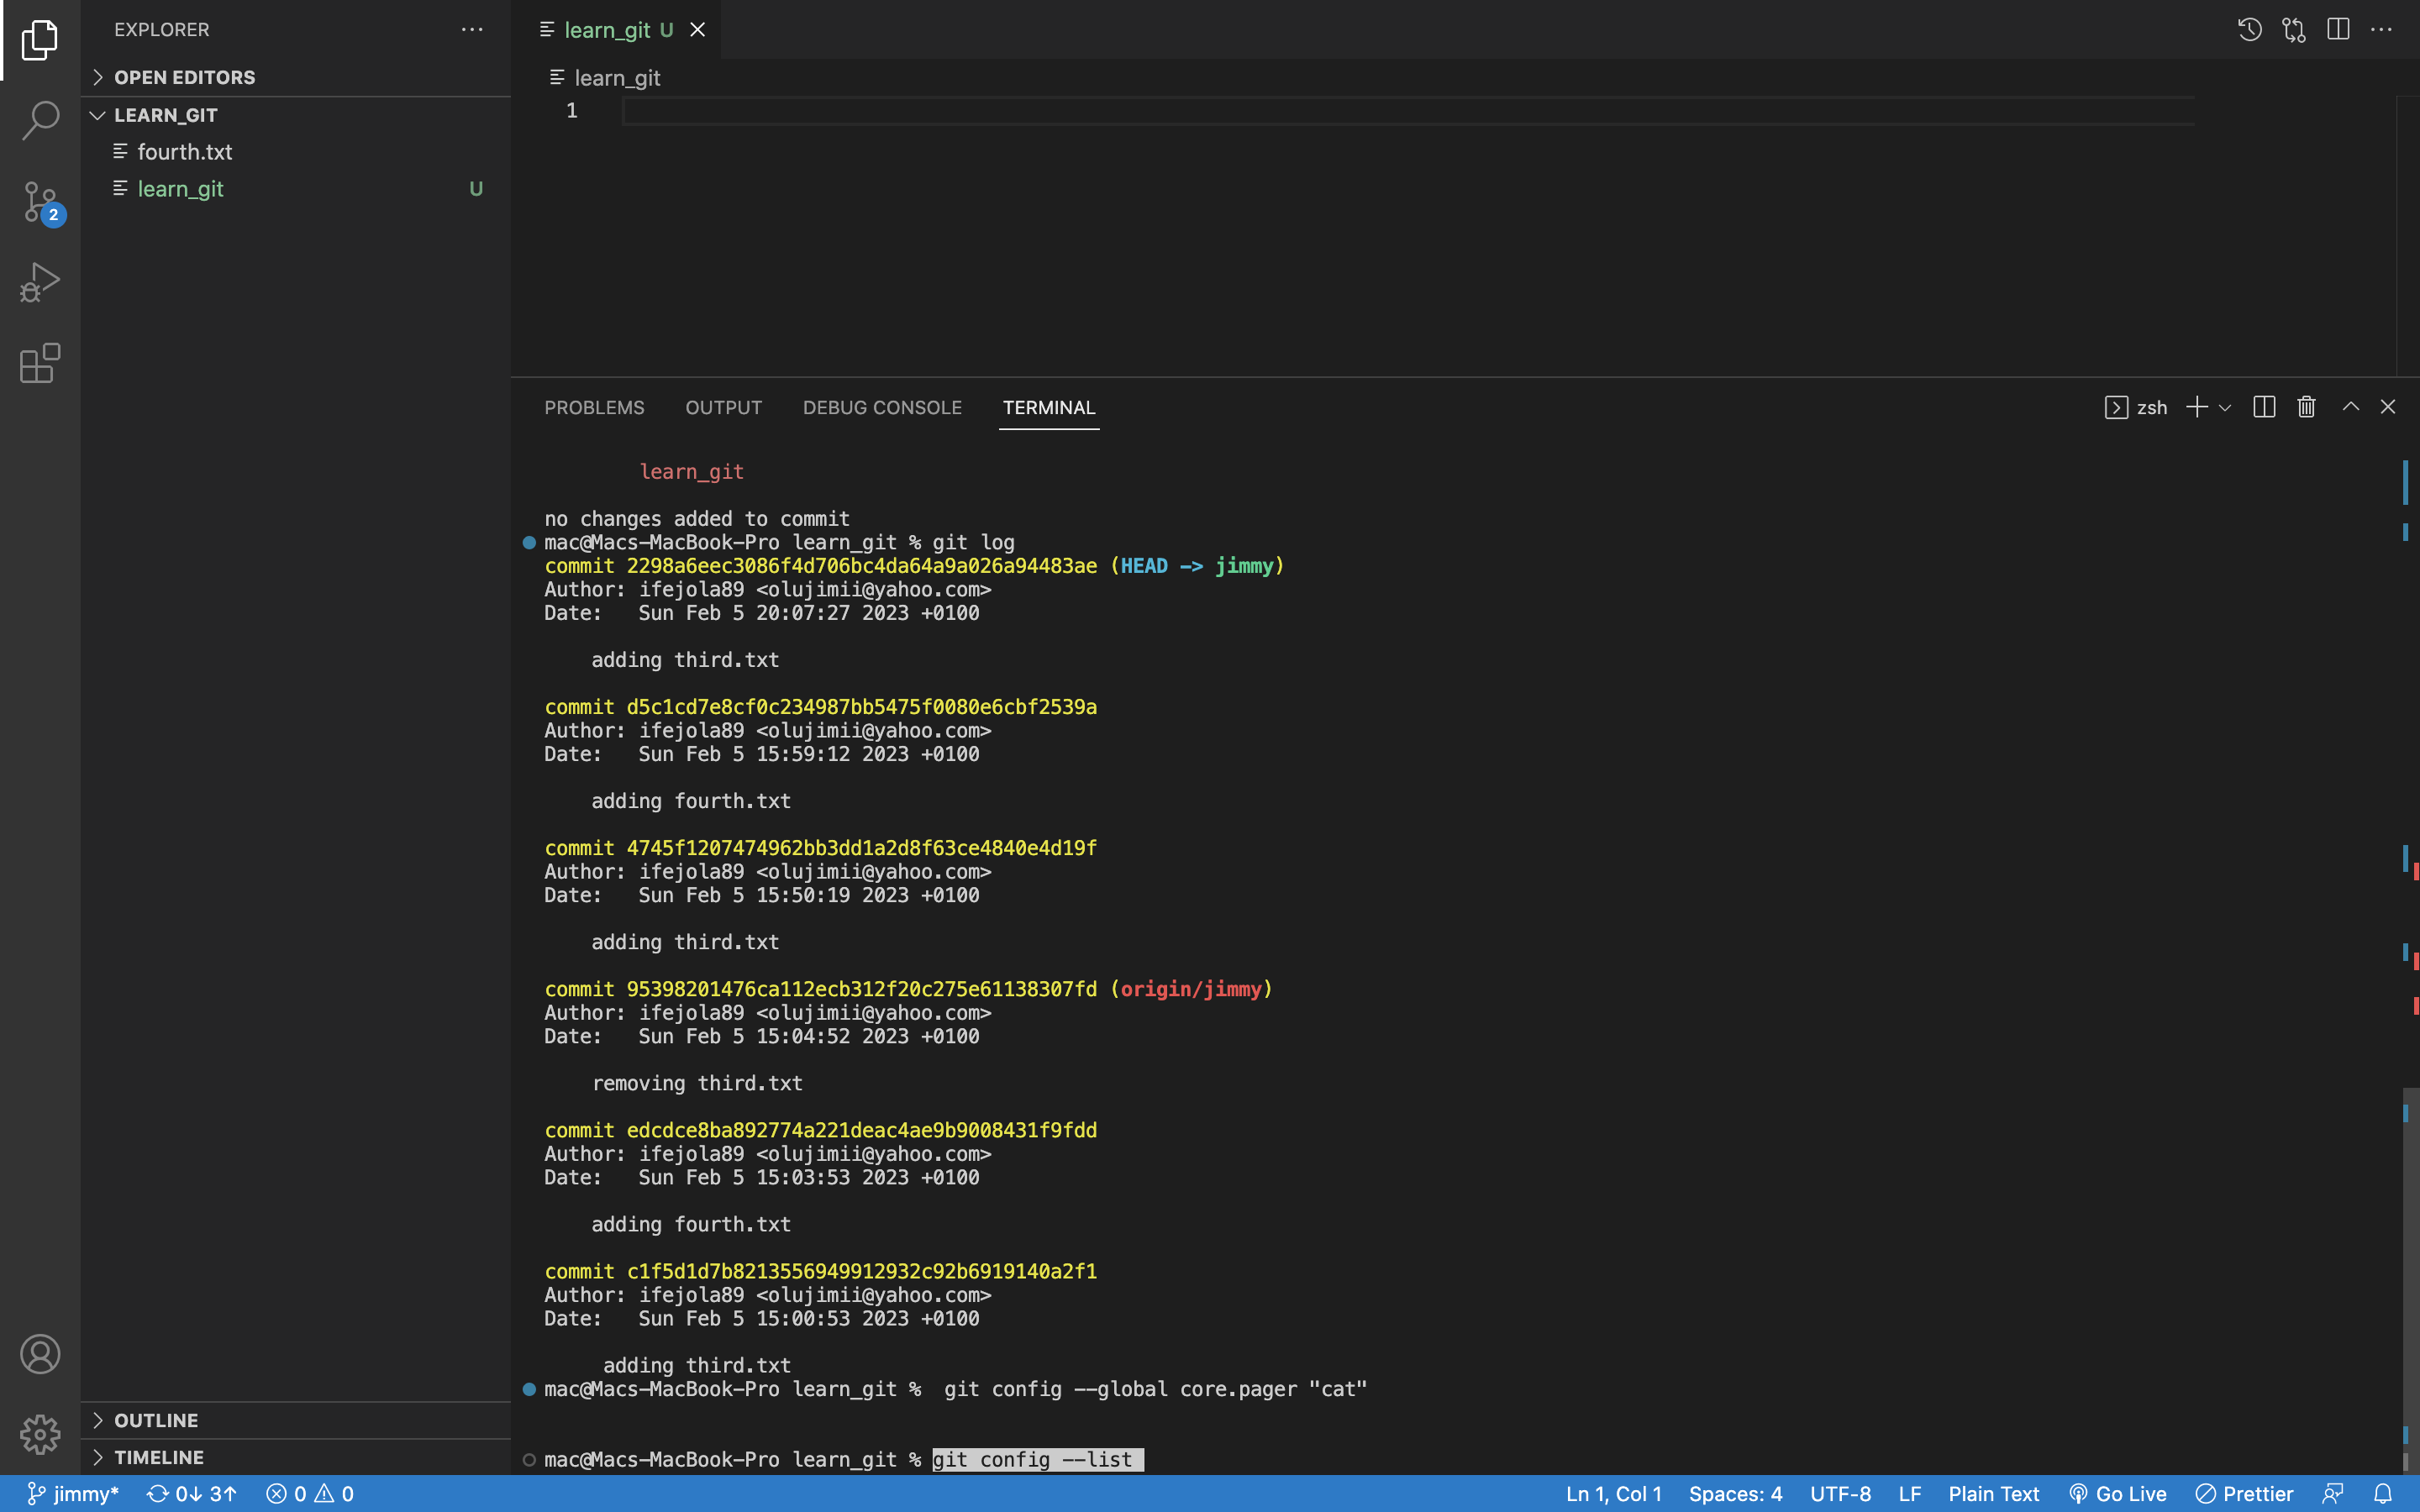 EXPLORER
OPEN EDITORS
LEARN_GIT
fourth.txt
learn_git U
2
OUTLINE
TIMELINE
learn_git U
learn_git
1
PROBLEMS OUTPUT DEBUG CONSOLE TERMINAL
zsh
learn_git
no changes added to commit
mac@Macs-MacBook-Pro learn_git % git log
commit 2298a6eec3086f4d706bc4da64a9a026a94483ae (HEAD -> jimmy)
Author: ifejola89 <olujimii@yahoo.com>
Date:   Sun Feb 5 20:07:27 2023 +0100
adding third.txt
commit d5c1cd7e8cf0c234987bb5475f0080e6cbf2539a
Author: ifejola89 <olujimii@yahoo.com>
Date:   Sun Feb 5 15:59:12 2023 +0100
adding fourth.txt
commit 4745f1207474962bb3dd1a2d8f63ce4840e4d19f
Author: ifejola89 <olujimii@yahoo.com>
Date:   Sun Feb 5 15:50:19 2023 +0100
adding third.txt
commit 95398201476ca112ecb312f20c275e61138307fd (origin/jimmy)
Author: ifejola89 <olujimii@yahoo.com>
Date:   Sun Feb 5 15:04:52 2023 +0100
removing third.txt
commit edcdce8ba892774a221deac4ae9b9008431f9fdd
Author: ifejola89 <olujimii@yahoo.com>
Date:   Sun Feb 5 15:03:53 2023 +0100
adding fourth.txt
commit c1f5d1d7b8213556949912932c92b6919140a2f1
Author: ifejola89 <olujimii@yahoo.com>
Date:   Sun Feb 5 15:00:53 2023 +0100
adding third.txt
mac@Macs-MacBook-Pro learn_git %  git config --global core.pager "cat"
mac@Macs-MacBook-Pro learn_git % git config --list
jimmy* 0↓ 3↑ 0 0 Ln 1, Col 1 Spaces: 4 UTF-8 LF Plain Text Go Live Prettier